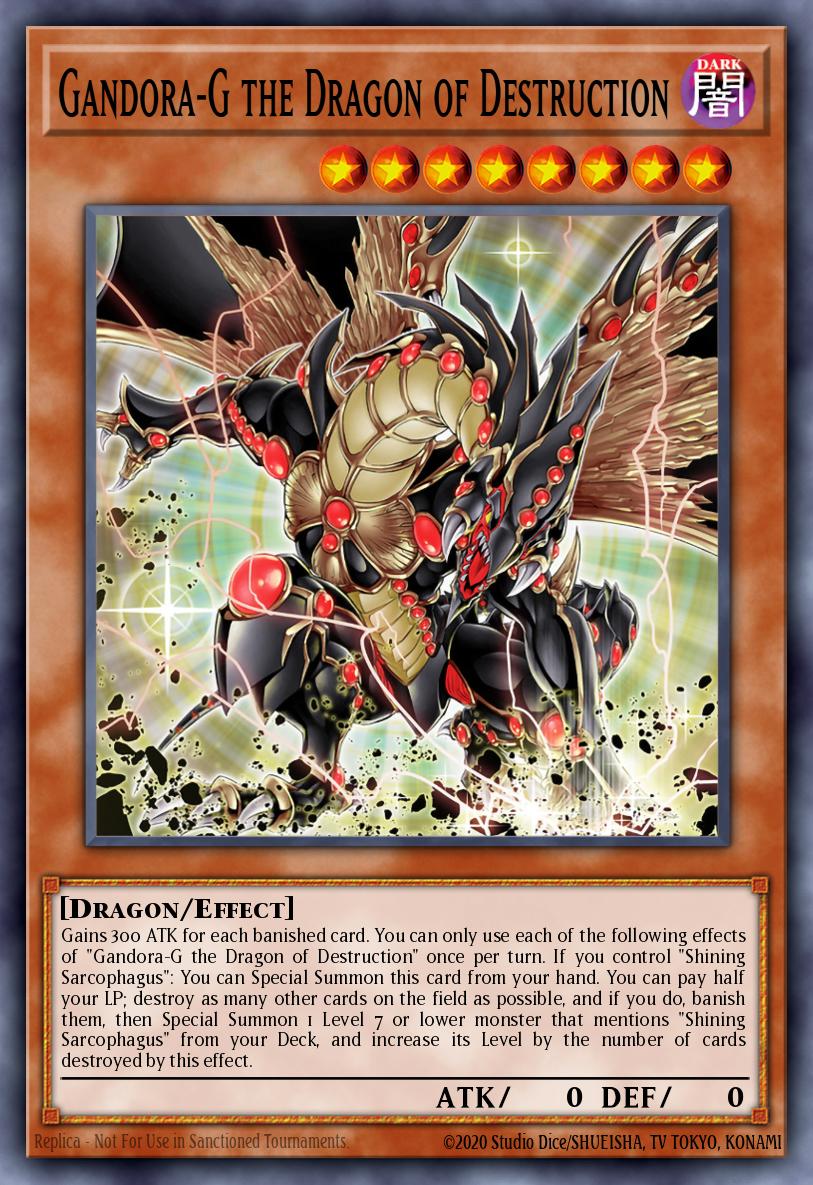 Gandora-G the Dragon of Destruction
DARK
闇
[Dragon/Effect]
Gains 300 ATK for each banished card. You can only use each of the following effects
of "Gandora-G the Dragon of Destruction" once per turn. If you control "Shining
Sarcophagus": You can Special Summon this card from your hand. You can pay half
your LP; destroy as many other cards on the field as possible, and if you do, banish
them, then Special Summon 1 Level 7 or lower monster that mentions "Shining
Sarcophagus" from your Deck, and increase its Level by the number of cards
destroyed by this effect.
ATK/ 0 DEF/ 0
Replica - Not For Use in Sanctioned Tournaments.
©2020 Studio Dice/SHUEISHA, TV TOKYO, KONAMI